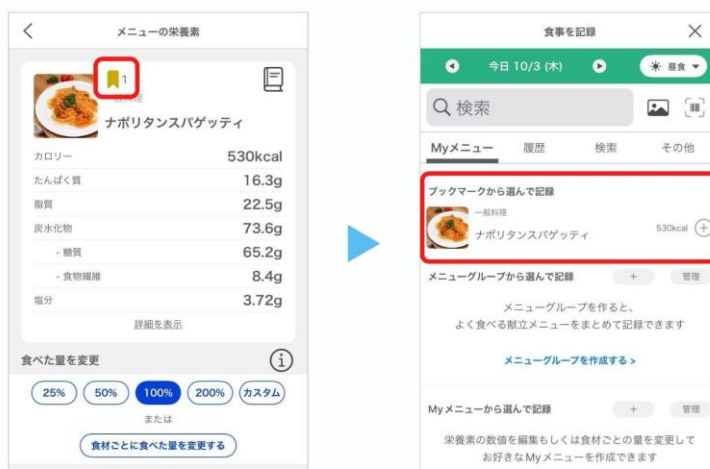 メニューの栄養素
1
一般料理
ナポリタンスパゲッティ
カロリー 530kcal
たんぱく質 16.3g
脂質 22.5g
炭水化物 73.6g
- 糖質 65.2g
- 食物繊維 8.4g
塩分 3.72g
詳細を表示
食べた量を変更
25% 50% 100% 200% カスタム
または
食材ごとに食べた量を変更する
食事を記録
今日 10/3 (木) 昼食
検索
Myメニュー 履歴 検索 その他
ブックマークから選んで記録
一般料理
ナポリタンスパゲッティ 530kcal
メニューグループから選んで記録 + 管理
メニューグループを作ると、
よく食べる献立メニューをまとめて記録できます
メニューグループを作成する >
Myメニューから選んで記録 + 管理
栄養素の数値を編集もしくは食材ごとの量を変更して
お好きなMyメニューを作成できます